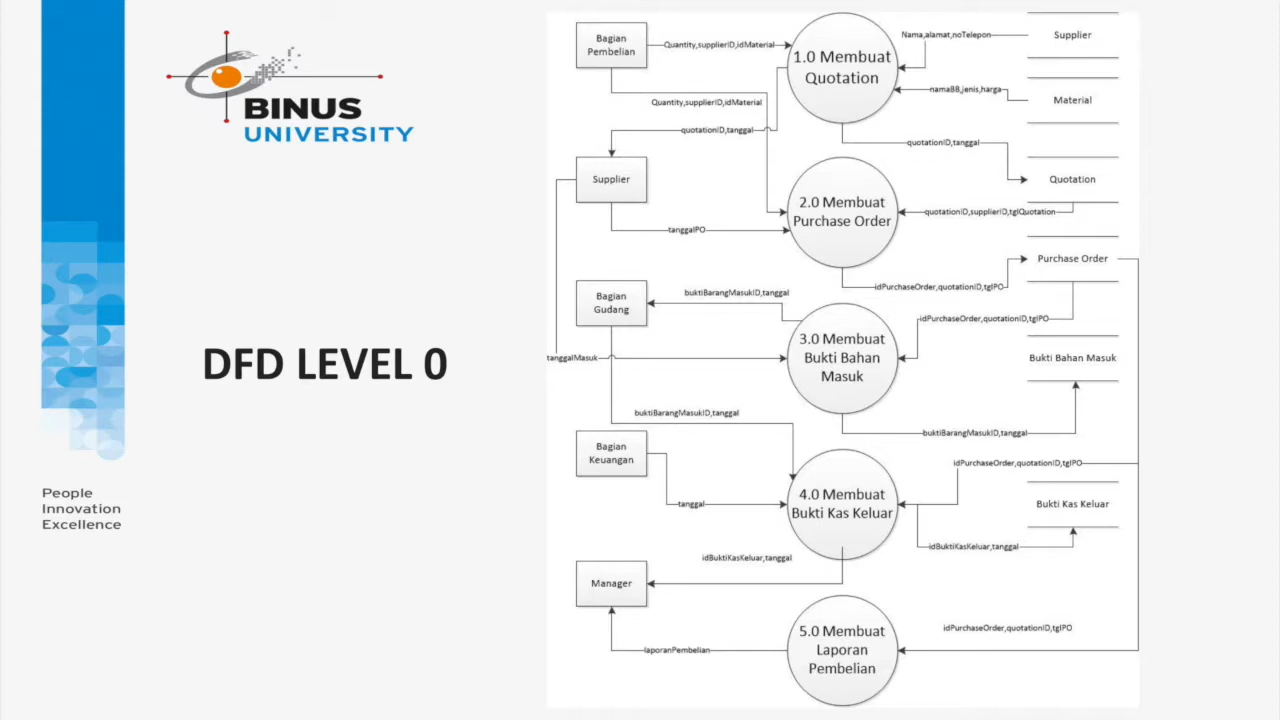 BINUS
UNIVERSITY
DFD LEVEL 0
People
Innovation
Excellence
Bagian
Pembelian
Quantity,supplierID,idMaterial
1.0 Membuat
Quotation
Nama,alamat,noTelepon
Supplier
namaBB,jenis,harga
Material
Quantity,supplierID,idMaterial
quotationID,tanggal
quotationID,tanggal
Supplier
Quotation
2.0 Membuat
Purchase Order
quotationID,supplierID,tglQuotation
tanggalPO
Purchase Order
idPurchaseOrder,quotationID,tglPO
Bagian
Gudang
buktiBarangMasukID,tanggal
idPurchaseOrder,quotationID,tglPO
3.0 Membuat
Bukti Bahan
Masuk
tanggalMasuk
Bukti Bahan Masuk
buktiBarangMasukID,tanggal
buktiBarangMasukID,tanggal
Bagian
Keuangan
idPurchaseOrder,quotationID,tglPO
4.0 Membuat
Bukti Kas Keluar
tanggal
Bukti Kas Keluar
idBuktiKasKeluar,tanggal
idBuktiKasKeluar,tanggal
Manager
5.0 Membuat
Laporan
Pembelian
idPurchaseOrder,quotationID,tglPO
laporanPembelian